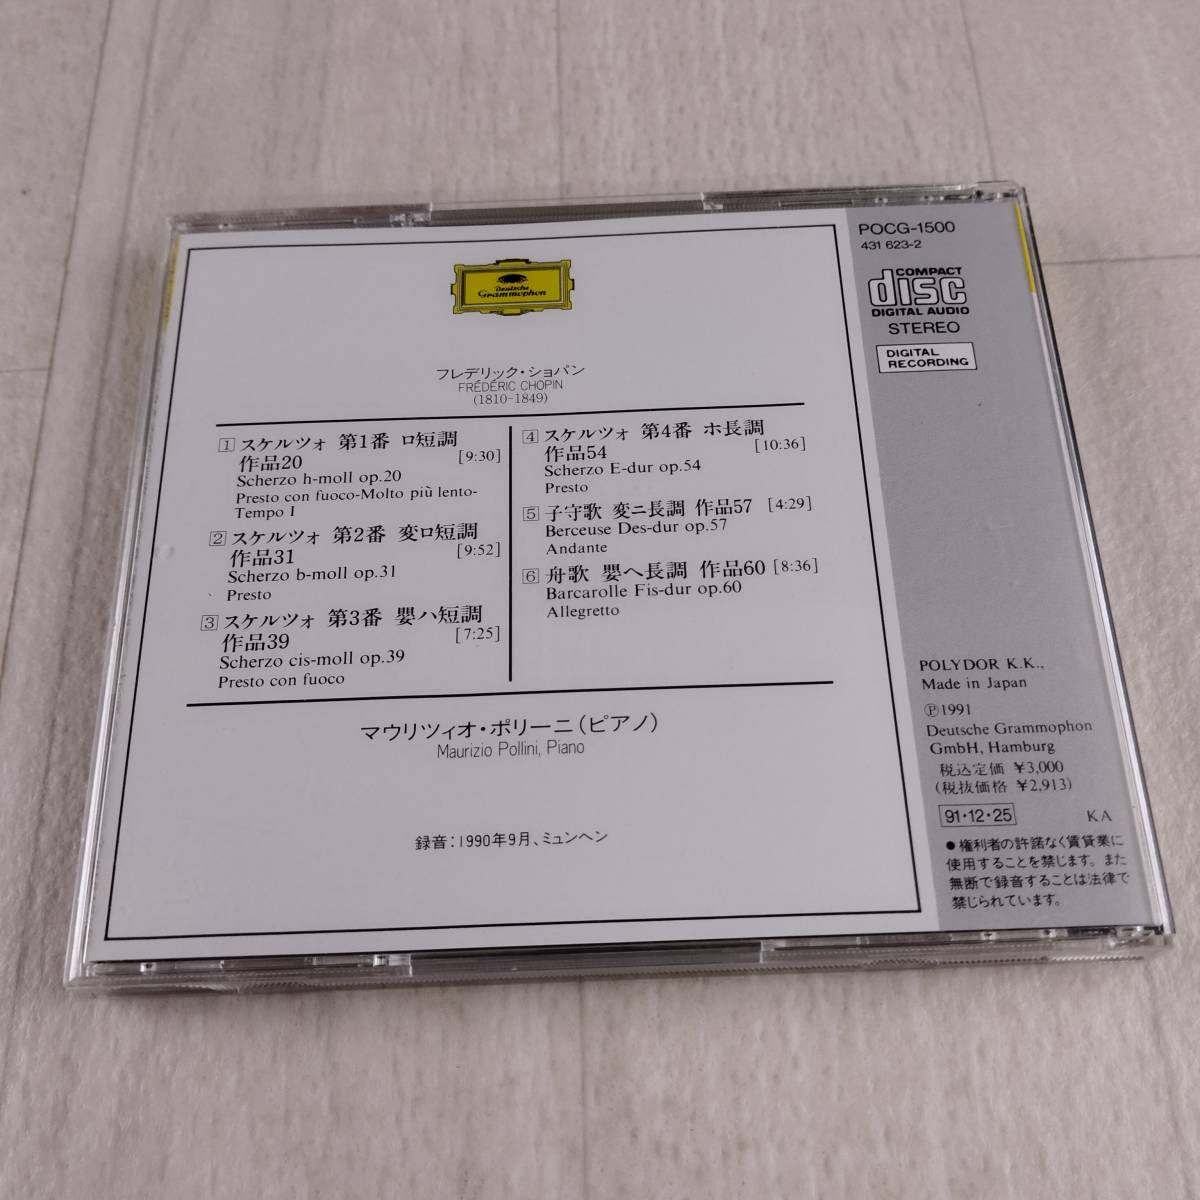 Deutsche
Grammophon
フレデリック・ショパン
FRÉDÉRIC CHOPIN
(1810-1849)
1 スケルツォ 第1番 ロ短調
作品20 [9:30]
Scherzo h-moll op.20
Presto con fuoco-Molto più lento-
Tempo I
2 スケルツォ 第2番 変ロ短調
作品31 [9:52]
Scherzo b-moll op.31
Presto
3 スケルツォ 第3番 嬰ハ短調
作品39 [7:25]
Scherzo cis-moll op.39
Presto con fuoco
4 スケルツォ 第4番 ホ長調
作品54 [10:36]
Scherzo E-dur op.54
Presto
5 子守歌 変ニ長調 作品57 [4:29]
Berceuse Des-dur op.57
Andante
6 舟歌 嬰ヘ長調 作品60 [8:36]
Barcarolle Fis-dur op.60
Allegretto
マウリツィオ・ポリーニ(ピアノ)
Maurizio Pollini, Piano
録音:1990年9月、ミュンヘン
POCG-1500
431 623-2
COMPACT
disc
DIGITAL AUDIO
STEREO
DIGITAL
RECORDING
POLYDOR K.K.,
Made in Japan
Ⓟ1991
Deutsche Grammophon
GmbH, Hamburg
税込定価 ¥3,000
(税抜価格 ¥2,913)
91・12・25 KA
●権利者の許諾なく賃貸業に
使用することを禁じます。また
無断で録音することは法律で
禁じられています。